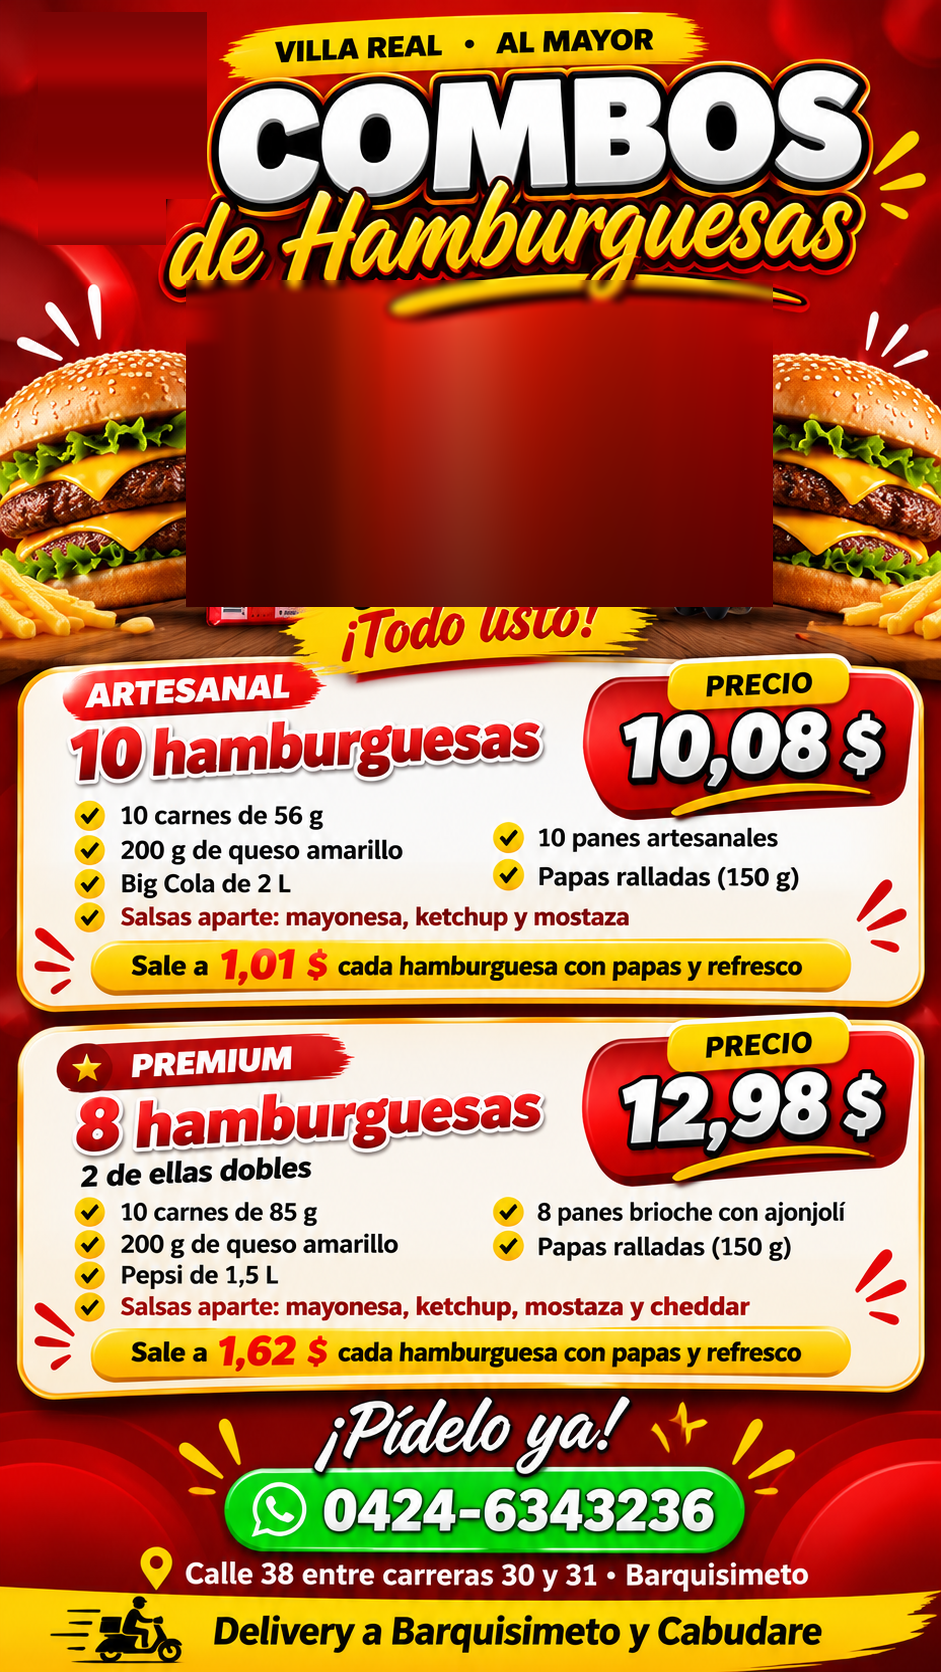 VILLA REAL • AL MAYOR
COMBOS
de Hamburguesas
¡Todo listo!
ARTESANAL
10 hamburguesas
PRECIO
10,08 $
10 carnes de 56 g
200 g de queso amarillo
Big Cola de 2 L
Salsas aparte: mayonesa, ketchup y mostaza
10 panes artesanales
Papas ralladas (150 g)
Sale a 1,01 $ cada hamburguesa con papas y refresco
PREMIUM
8 hamburguesas
2 de ellas dobles
PRECIO
12,98 $
10 carnes de 85 g
200 g de queso amarillo
Pepsi de 1,5 L
Salsas aparte: mayonesa, ketchup, mostaza y cheddar
8 panes brioche con ajonjolí
Papas ralladas (150 g)
Sale a 1,62 $ cada hamburguesa con papas y refresco
¡Pídelo ya!
0424-6343236
Calle 38 entre carreras 30 y 31 • Barquisimeto
Delivery a Barquisimeto y Cabudare